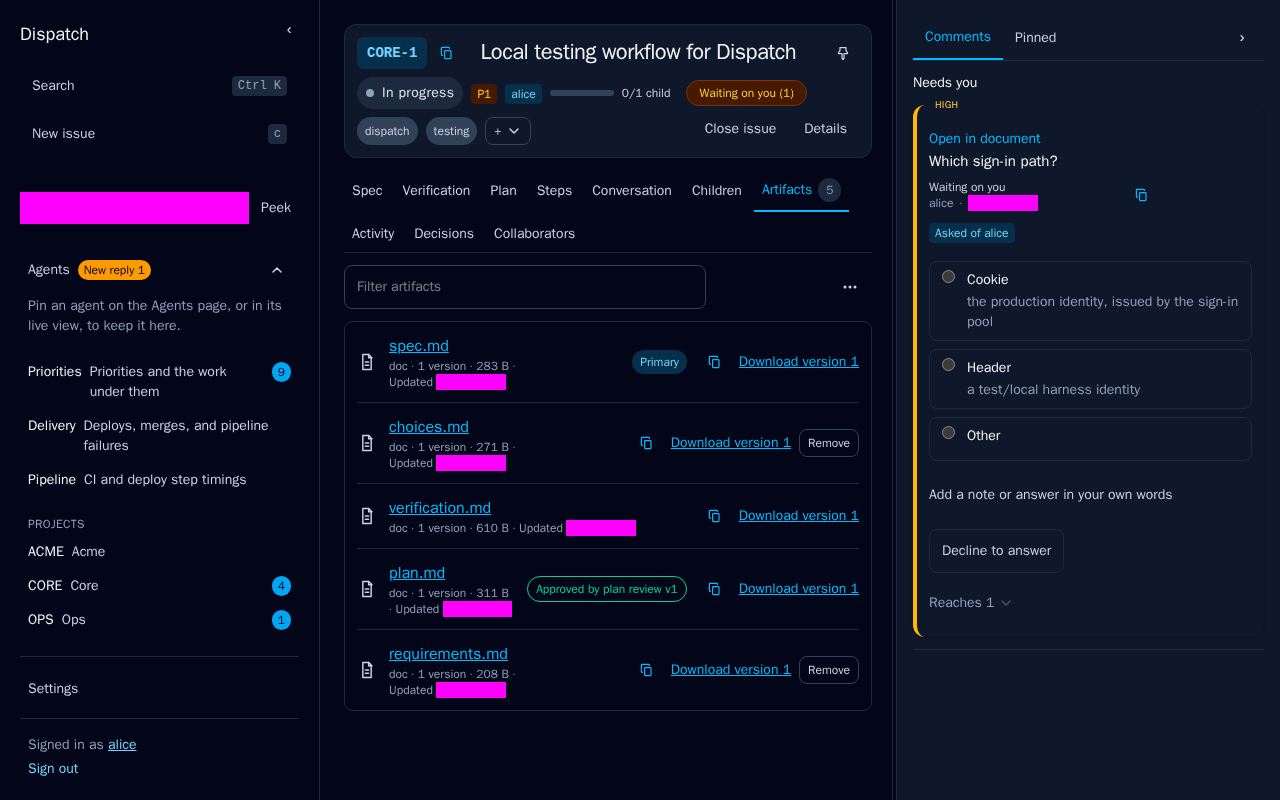 Dispatch
Search
Ctrl K
New issue
C
Peek
Agents
New reply 1
Pin an agent on the Agents page, or in its
live view, to keep it here.
Priorities
Priorities and the work
under them
9
Delivery
Deploys, merges, and pipeline
failures
Pipeline
CI and deploy step timings
PROJECTS
ACME Acme
CORE Core
4
OPS Ops
1
Settings
Signed in as alice
Sign out
CORE-1
Local testing workflow for Dispatch
In progress
P1
alice
0/1 child
Waiting on you (1)
dispatch
testing
+
Close issue
Details
Spec
Verification
Plan
Steps
Conversation
Children
Artifacts
5
Activity
Decisions
Collaborators
Filter artifacts
spec.md
doc · 1 version · 283 B ·
Updated
Primary
Download version 1
choices.md
doc · 1 version · 271 B ·
Updated
Download version 1
Remove
verification.md
doc · 1 version · 610 B · Updated
Download version 1
plan.md
doc · 1 version · 311 B
· Updated
Approved by plan review v1
Download version 1
requirements.md
doc · 1 version · 208 B ·
Updated
Download version 1
Remove
Comments
Pinned
Needs you
HIGH
Open in document
Which sign-in path?
Waiting on you
alice ·
Asked of alice
Cookie
the production identity, issued by the sign-in
pool
Header
a test/local harness identity
Other
Add a note or answer in your own words
Decline to answer
Reaches 1